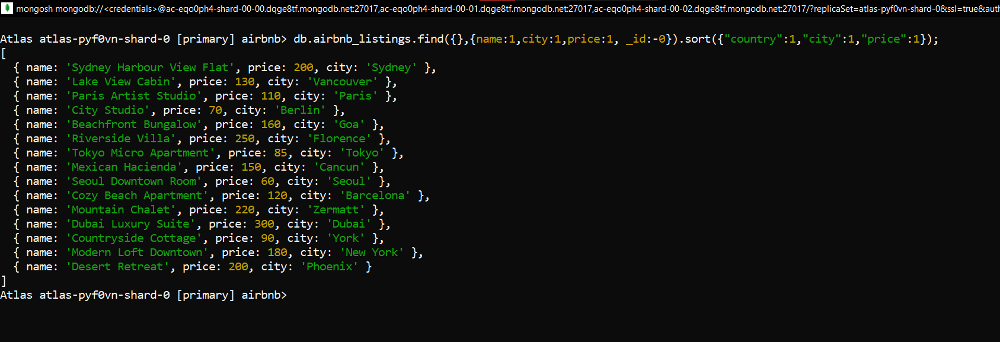 mongosh mongodb://<credentials>@ac-eqo0ph4-shard-00-00.dqge8tf.mongodb.net:27017,ac-eqo0ph4-shard-00-01.dqge8tf.mongodb.net:27017,ac-eqo0ph4-shard-00-02.dqge8tf.mongodb.net:27017/?replicaSet=atlas-pyf0vn-shard-0&ssl=true&auth
Atlas atlas-pyf0vn-shard-0 [primary] airbnb> db.airbnb_listings.find({},{name:1,city:1,price:1, _id:-0}).sort({"country":1,"city":1,"price":1});
[
  { name: 'Sydney Harbour View Flat', price: 200, city: 'Sydney' },
  { name: 'Lake View Cabin', price: 130, city: 'Vancouver' },
  { name: 'Paris Artist Studio', price: 110, city: 'Paris' },
  { name: 'City Studio', price: 70, city: 'Berlin' },
  { name: 'Beachfront Bungalow', price: 160, city: 'Goa' },
  { name: 'Riverside Villa', price: 250, city: 'Florence' },
  { name: 'Tokyo Micro Apartment', price: 85, city: 'Tokyo' },
  { name: 'Mexican Hacienda', price: 150, city: 'Cancun' },
  { name: 'Seoul Downtown Room', price: 60, city: 'Seoul' },
  { name: 'Cozy Beach Apartment', price: 120, city: 'Barcelona' },
  { name: 'Mountain Chalet', price: 220, city: 'Zermatt' },
  { name: 'Dubai Luxury Suite', price: 300, city: 'Dubai' },
  { name: 'Countryside Cottage', price: 90, city: 'York' },
  { name: 'Modern Loft Downtown', price: 180, city: 'New York' },
  { name: 'Desert Retreat', price: 200, city: 'Phoenix' }
]
Atlas atlas-pyf0vn-shard-0 [primary] airbnb>